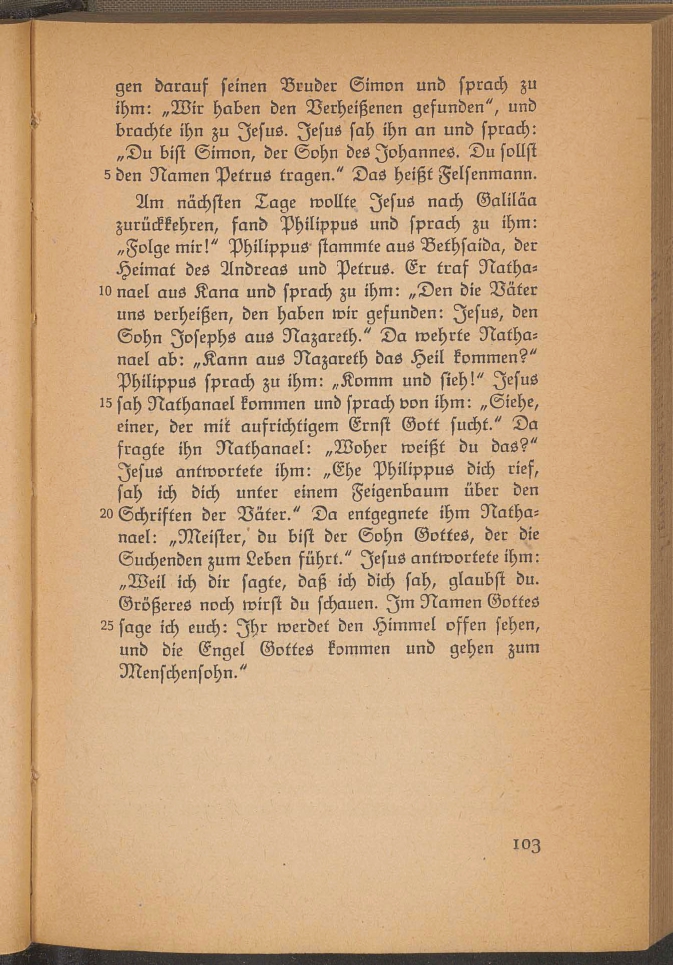 gen darauf seinen Bruder Simon und sprach zu
ihm: „Wir haben den Verheißenen gefunden“, und
brachte ihn zu Jesus. Jesus sah ihn an und sprach:
„Du bist Simon, der Sohn des Johannes. Du sollst
5 den Namen Petrus tragen.“ Das heißt Felsenmann.
Am nächsten Tage wollte Jesus nach Galiläa
zurückkehren, fand Philippus und sprach zu ihm:
„Folge mir!“ Philippus stammte aus Bethsaida, der
Heimat des Andreas und Petrus. Er traf Natha-
10 nael aus Kana und sprach zu ihm: „Den die Väter
uns verheißen, den haben wir gefunden: Jesus, den
Sohn Josephs aus Nazareth.“ Da wehrte Natha-
nael ab: „Kann aus Nazareth das Heil kommen?“
Philippus sprach zu ihm: „Komm und sieh!“ Jesus
15 sah Nathanael kommen und sprach von ihm: „Siehe,
einer, der mit aufrichtigem Ernst Gott sucht.“ Da
fragte ihn Nathanael: „Woher weißt du das?“
Jesus antwortete ihm: „Ehe Philippus dich rief,
sah ich dich unter einem Feigenbaum über den
20 Schriften der Väter.“ Da entgegnete ihm Natha-
nael: „Meister, du bist der Sohn Gottes, der die
Suchenden zum Leben führt.“ Jesus antwortete ihm:
„Weil ich dir sagte, daß ich dich sah, glaubst du.
Größeres noch wirst du schauen. Im Namen Gottes
25 sage ich euch: Ihr werdet den Himmel offen sehen,
und die Engel Gottes kommen und gehen zum
Menschensohn.“
103